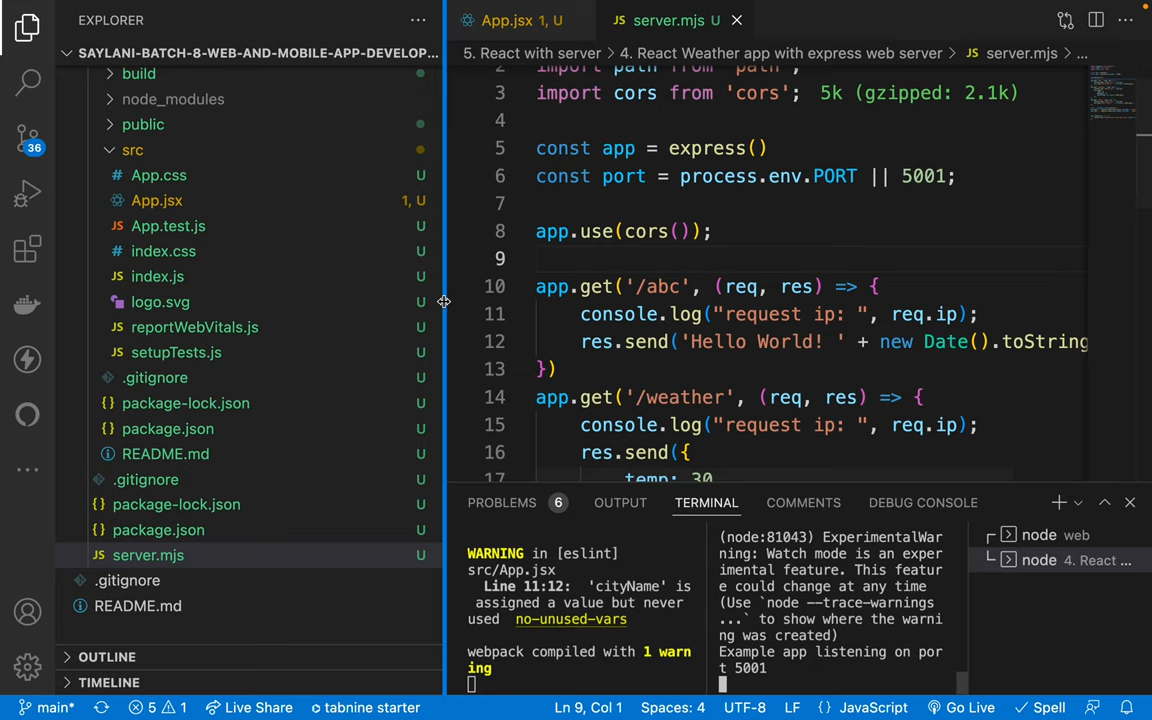 EXPLORER
SAYLANI-BATCH-8-WEB-AND-MOBILE-APP-DEVELOP...
build
node_modules
public
src
App.css U
App.jsx 1, U
App.test.js U
index.css U
index.js U
logo.svg U
reportWebVitals.js U
setupTests.js U
.gitignore U
package-lock.json U
package.json U
README.md U
.gitignore U
package-lock.json U
package.json U
server.mjs U
.gitignore
README.md
OUTLINE
TIMELINE
36
App.jsx 1, U
server.mjs U
5. React with server > 4. React Weather app with express web server > JS server.mjs > ...
3 import cors from 'cors'; 5k (gzipped: 2.1k)
4
5 const app = express()
6 const port = process.env.PORT || 5001;
7
8 app.use(cors());
9
10 app.get('/abc', (req, res) => {
11 console.log("request ip: ", req.ip);
12 res.send('Hello World! ' + new Date().toString
13 })
14 app.get('/weather', (req, res) => {
15 console.log("request ip: ", req.ip);
16 res.send({
17 temp: 30
PROBLEMS 6 OUTPUT TERMINAL COMMENTS DEBUG CONSOLE
WARNING in [eslint]
src/App.jsx
Line 11:12: 'cityName' is
assigned a value but never
used no-unused-vars
webpack compiled with 1 warn
ing
(node:81043) ExperimentalWar
ning: Watch mode is an exper
imental feature. This featur
e could change at any time
(Use `node --trace-warnings
...` to show where the warni
ng was created)
Example app listening on por
t 5001
node web
node 4. React ...
main* 5 1 Live Share tabnine starter Ln 9, Col 1 Spaces: 4 UTF-8 LF {} JavaScript Go Live Spell